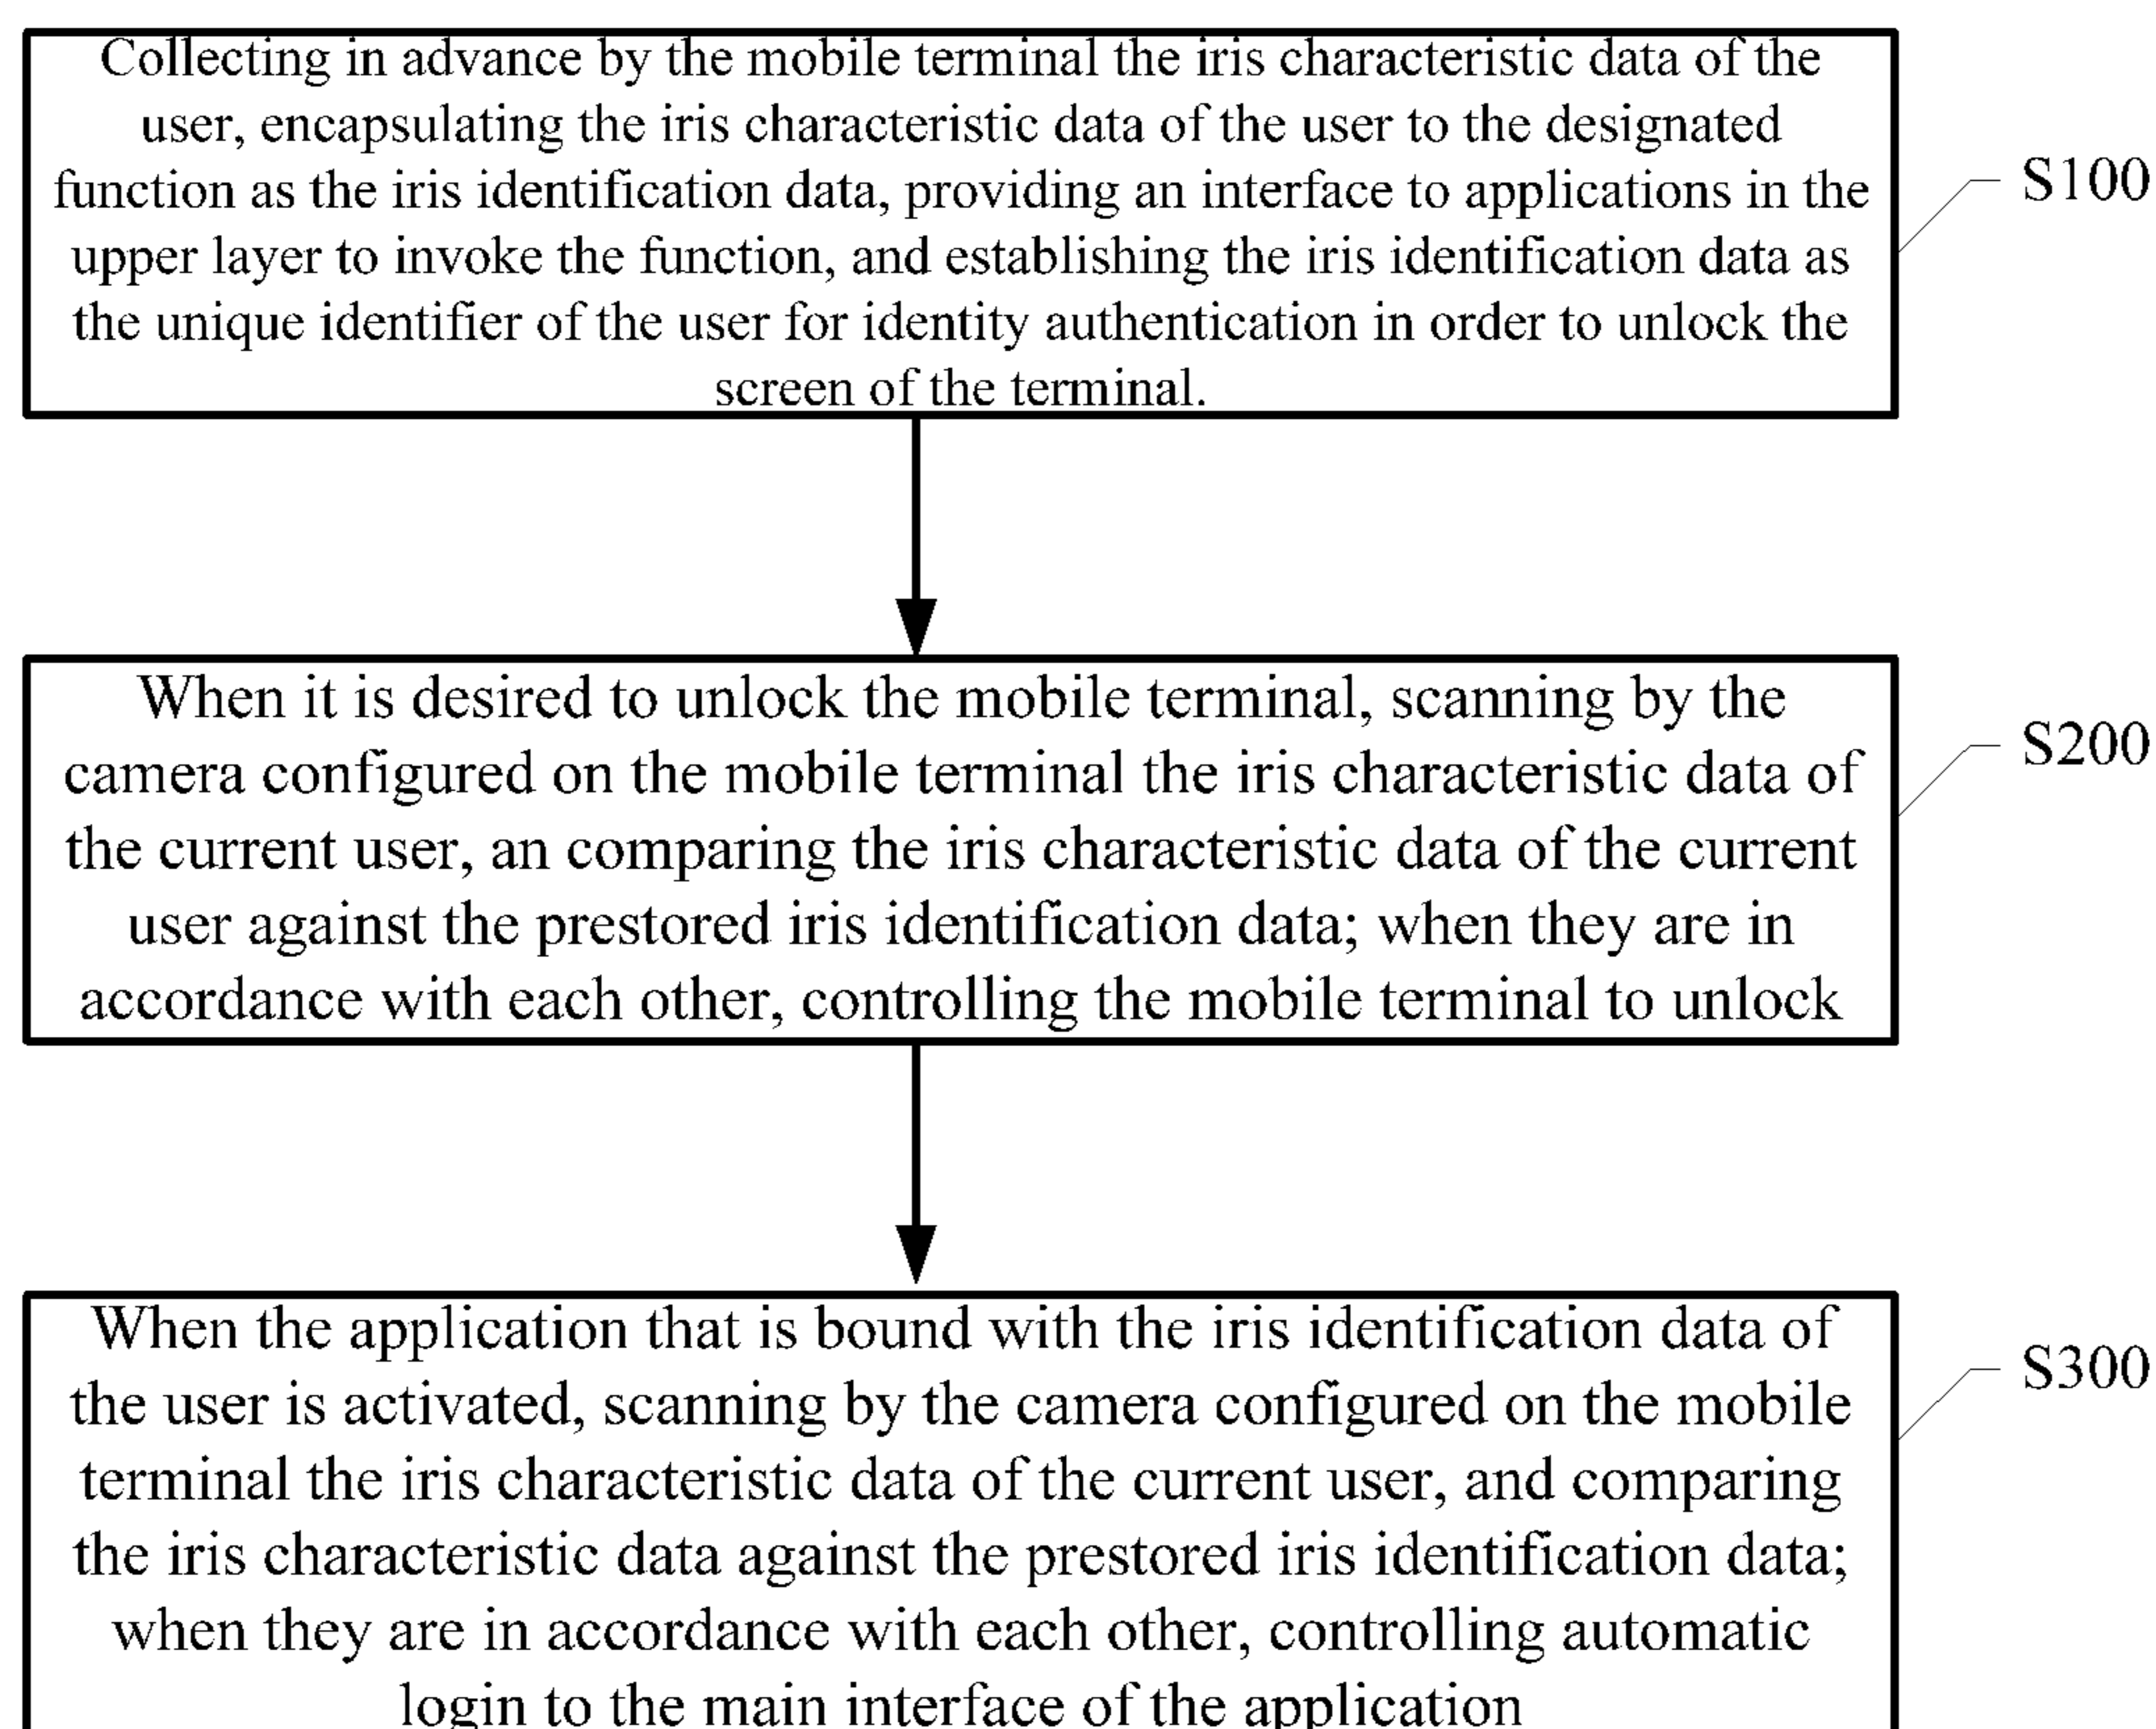 Collecting in advance by the mobile terminal the iris characteristic data of the
user, encapsulating the iris characteristic data of the user to the designated
function as the iris identification data, providing an interface to applications in the
upper layer to invoke the function, and establishing the iris identification data as
the unique identifier of the user for identity authentication in order to unlock the
screen of the terminal.
S100
When it is desired to unlock the mobile terminal, scanning by the
camera configured on the mobile terminal the iris characteristic data of
the current user, an comparing the iris characteristic data of the current
user against the prestored iris identification data; when they are in
accordance with each other, controlling the mobile terminal to unlock
S200
When the application that is bound with the iris identification data of
the user is activated, scanning by the camera configured on the mobile
terminal the iris characteristic data of the current user, and comparing
the iris characteristic data against the prestored iris identification data;
when they are in accordance with each other, controlling automatic
login to the main interface of the application
S300